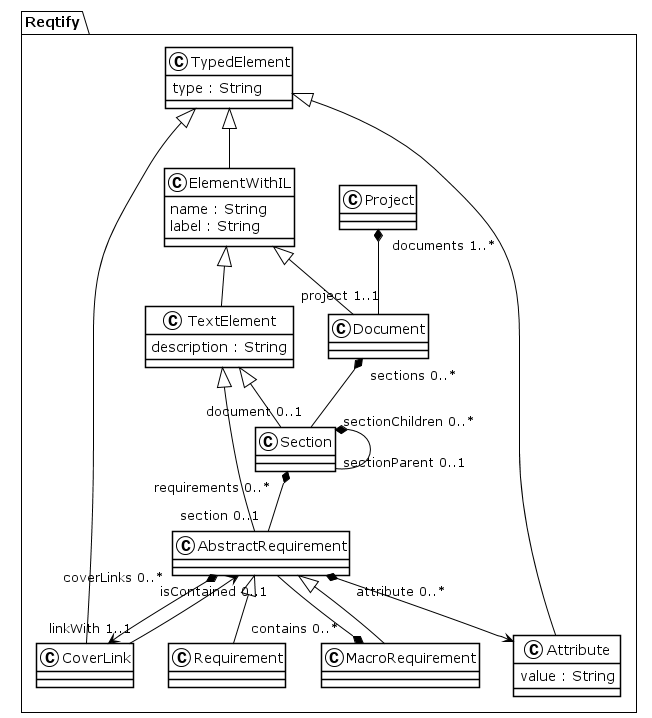 Reqtify
C TypedElement
type : String
C ElementWithIL
name : String
label : String
C Project
documents 1..*
project 1..1
C TextElement
description : String
C Document
sections 0..*
document 0..1
sectionChildren 0..*
C Section
sectionParent 0..1
requirements 0..*
section 0..1
C AbstractRequirement
coverLinks 0..*
isContained 0..1
attribute 0..*
linkWith 1..1
contains 0..*
C CoverLink
C Requirement
C MacroRequirement
C Attribute
value : String